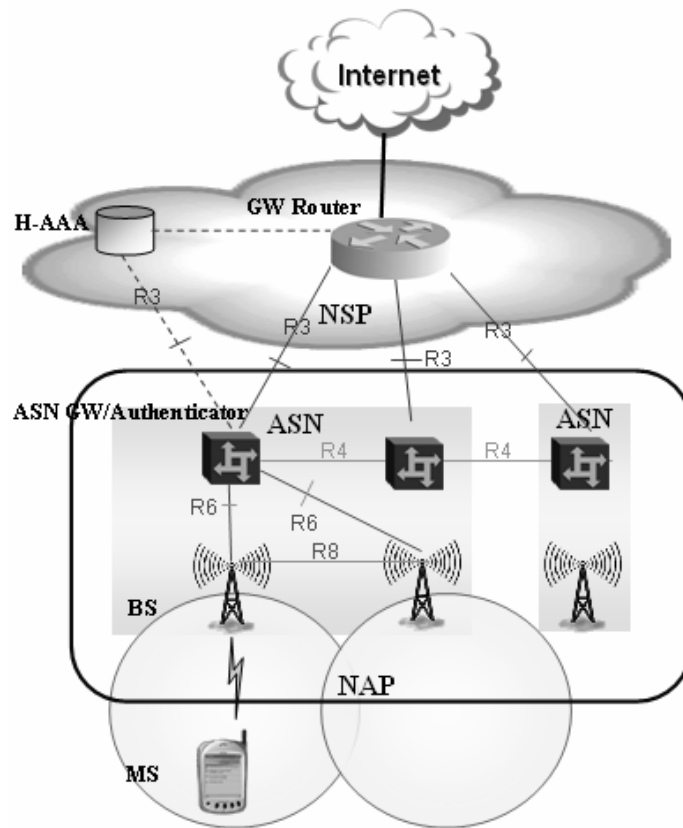 Internet
GW Router
H-AAA
R3
NSP
R3
R3
R3
ASN GW/Authenticator
ASN
ASN
R4
R4
R6
R6
R8
BS
NAP
MS